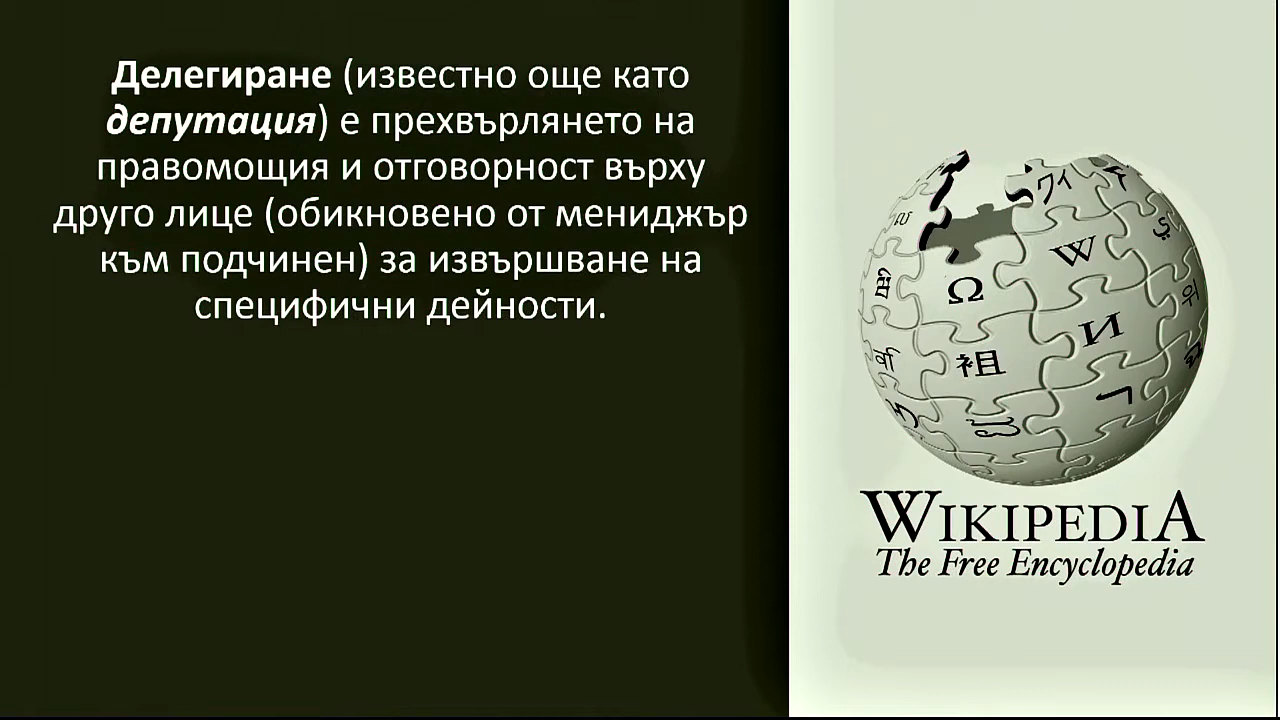 Делегиране (известно още като
депутация) е прехвърлянето на
правомощия и отговорност върху
друго лице (обикновено от мениджър
към подчинен) за извършване на
специфични дейности.
Ω
W
И
祖
WIKIPEDIA
The Free Encyclopedia